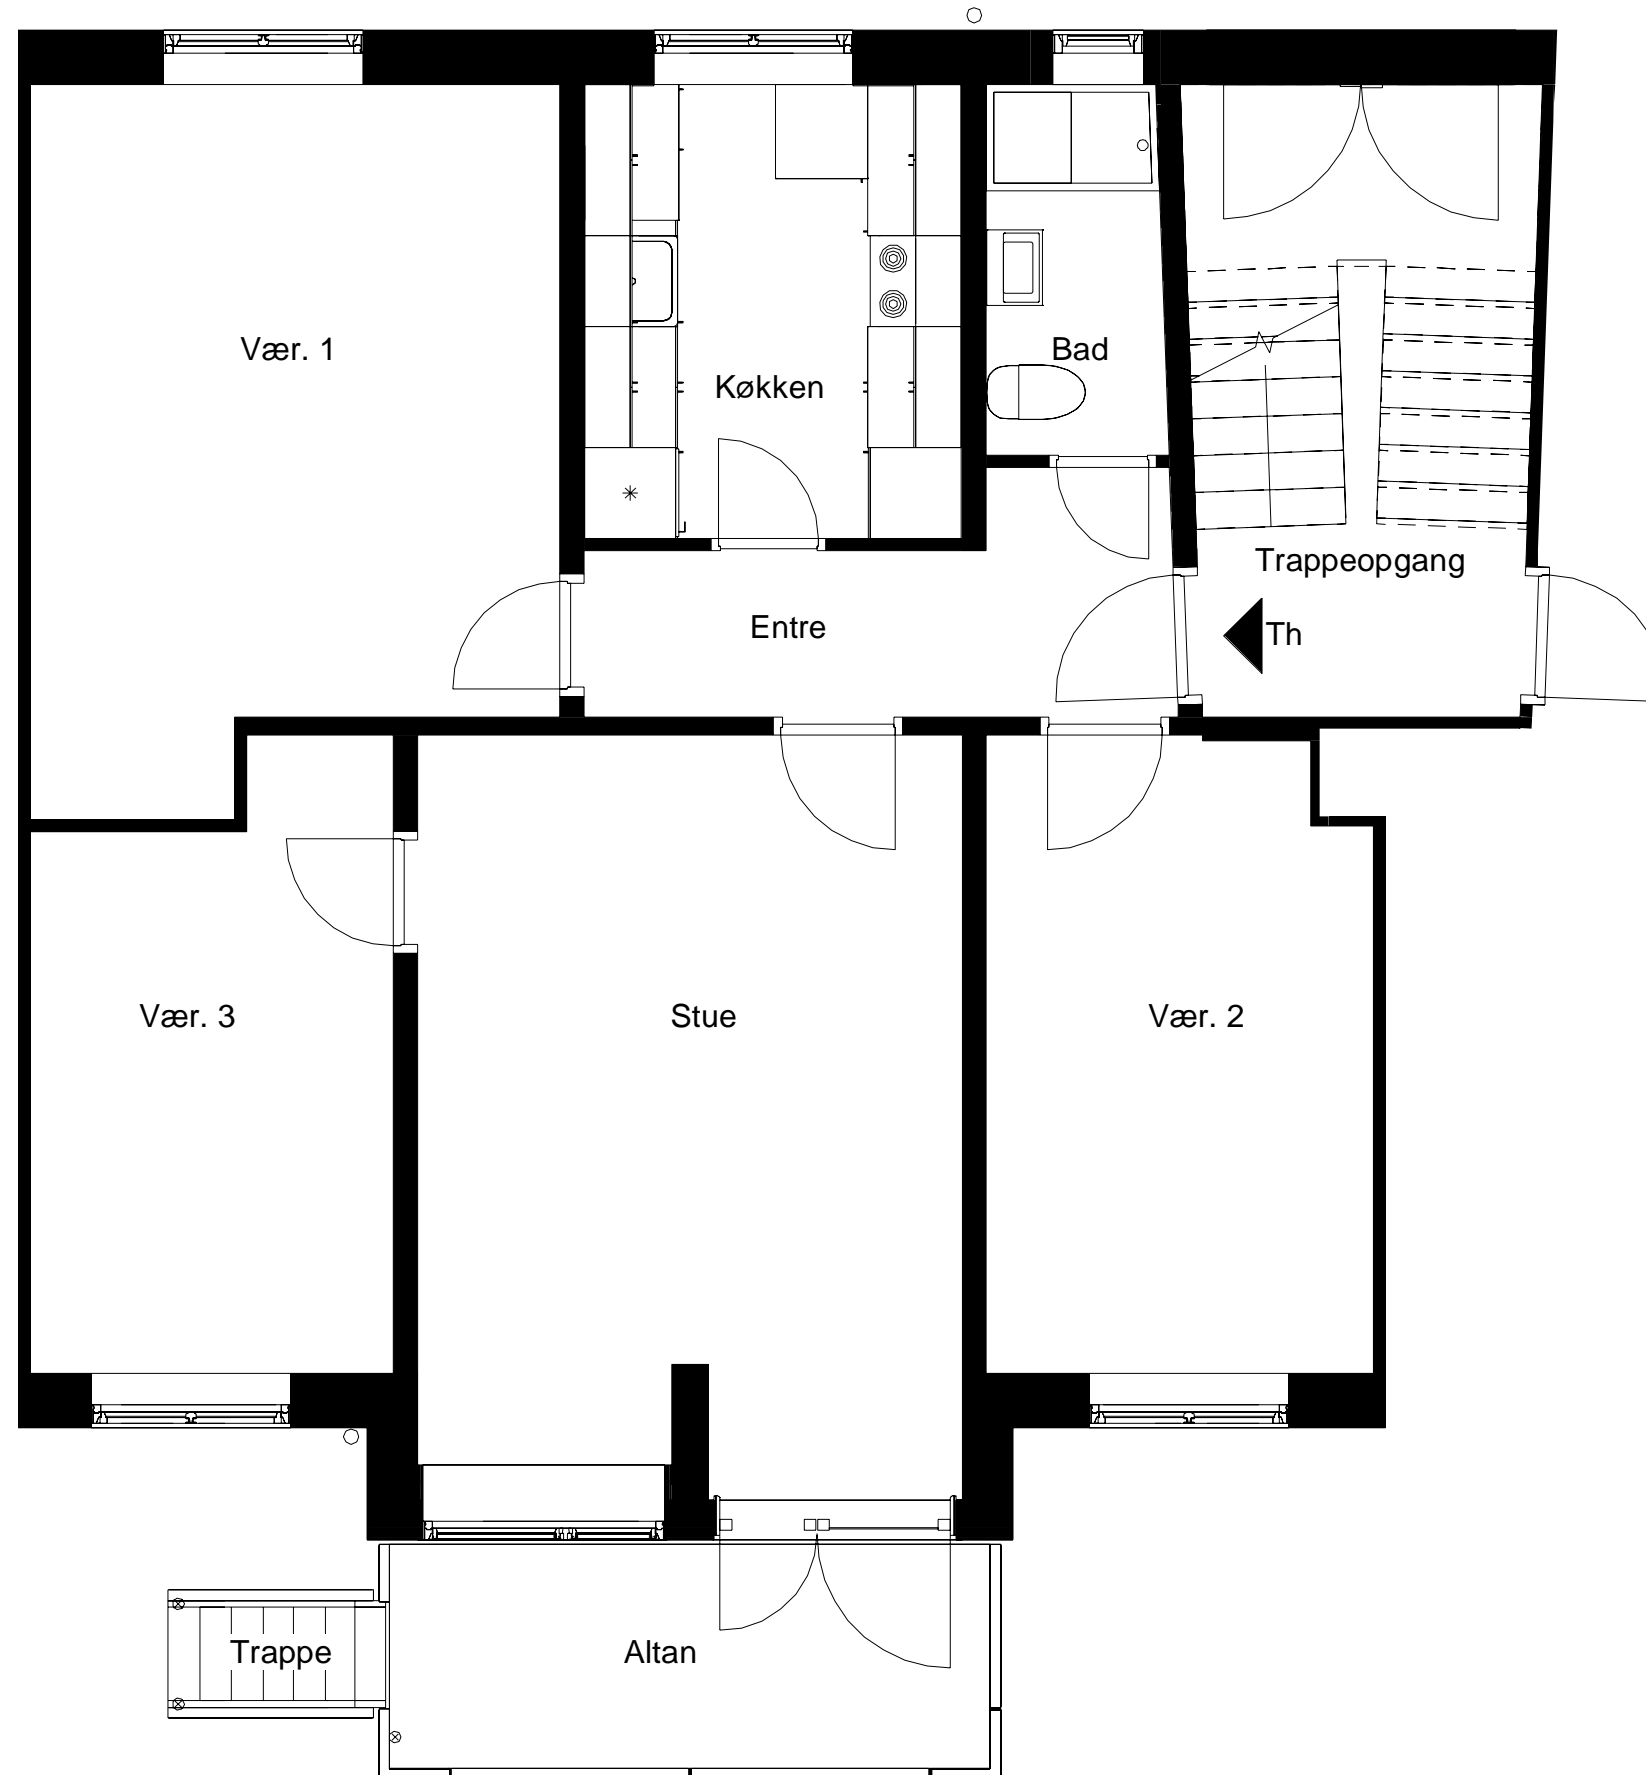 Vær. 1
Køkken
Bad
Trappeopgang
Entre
Th
Vær. 3
Stue
Vær. 2
Trappe
Altan